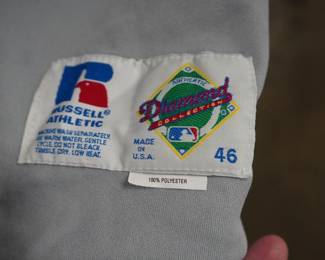 RUSSELL
ATHLETIC
MACHINE WASH SEPARATELY
IN WARM WATER, GENTLE
CYCLE. DO NOT BLEACH.
TUMBLE DRY, LOW HEAT.
AUTHENTIC
Diamond
COLLECTION
MADE
IN
U.S.A.
46
100% POLYESTER